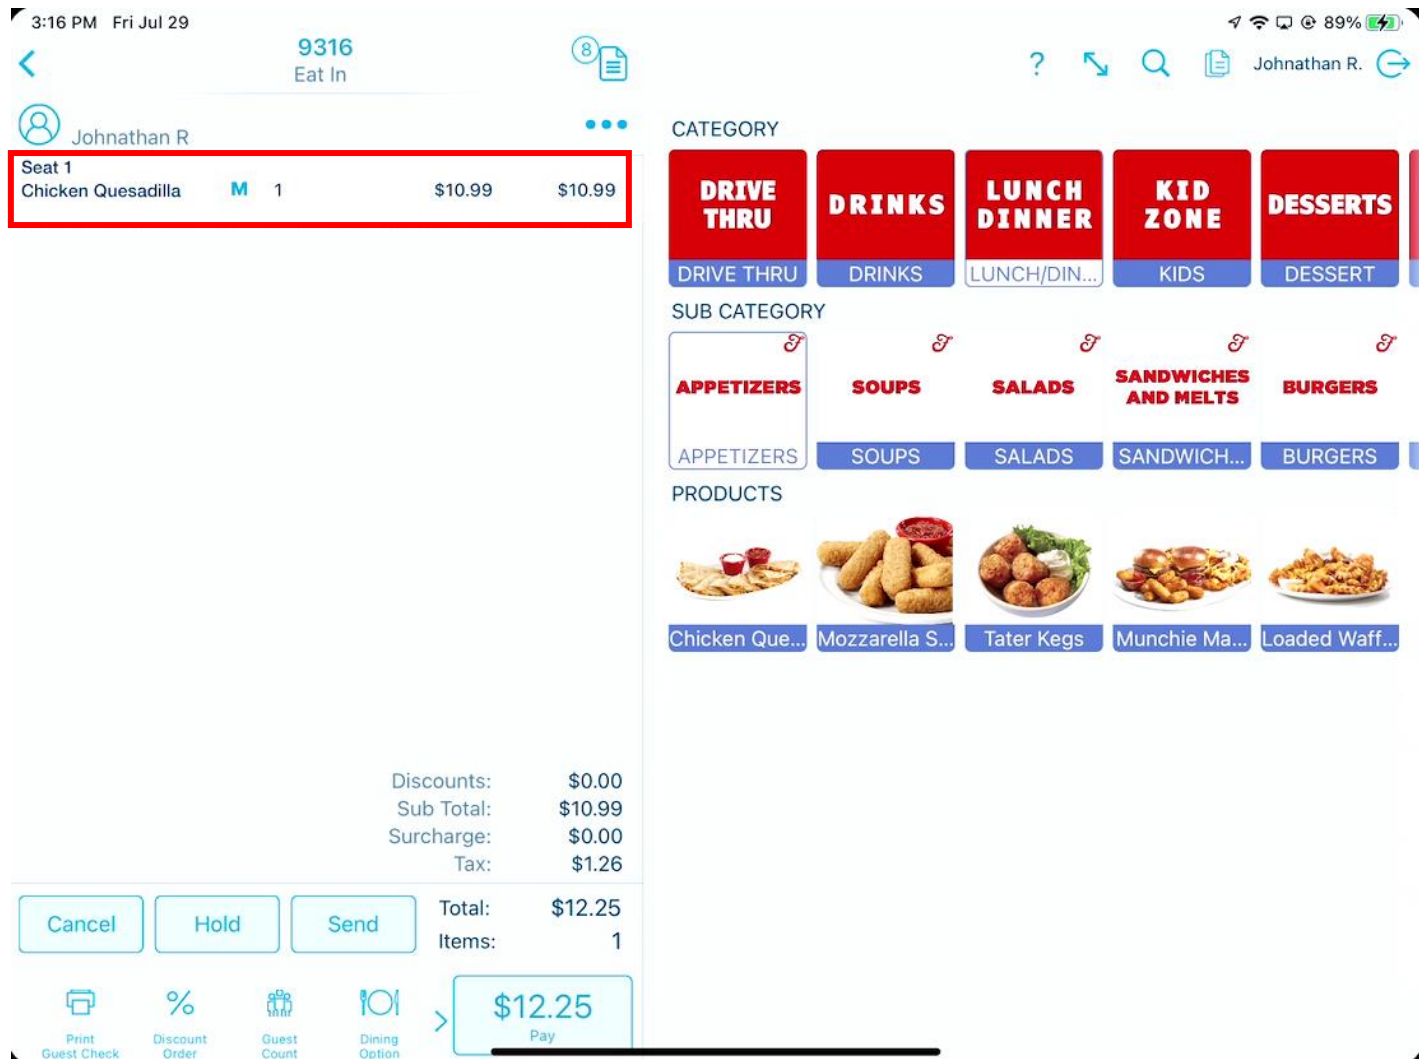 3:16 PM Fri Jul 29
89%
9316
Eat In
8
?
Johnathan R.
Johnathan R
Seat 1
Chicken Quesadilla M 1 $10.99 $10.99
Discounts: $0.00
Sub Total: $10.99
Surcharge: $0.00
Tax: $1.26
Cancel
Hold
Send
Total: $12.25
Items: 1
Print
Guest Check
%
Discount
Order
Guest
Count
Dining
Option
$12.25
Pay
CATEGORY
DRIVE
THRU
DRIVE THRU
DRINKS
DRINKS
LUNCH
DINNER
LUNCH/DIN...
KID
ZONE
KIDS
DESSERTS
DESSERT
SUB CATEGORY
APPETIZERS
APPETIZERS
SOUPS
SOUPS
SALADS
SALADS
SANDWICHES
AND MELTS
SANDWICH...
BURGERS
BURGERS
PRODUCTS
Chicken Que...
Mozzarella S...
Tater Kegs
Munchie Ma...
Loaded Waff...